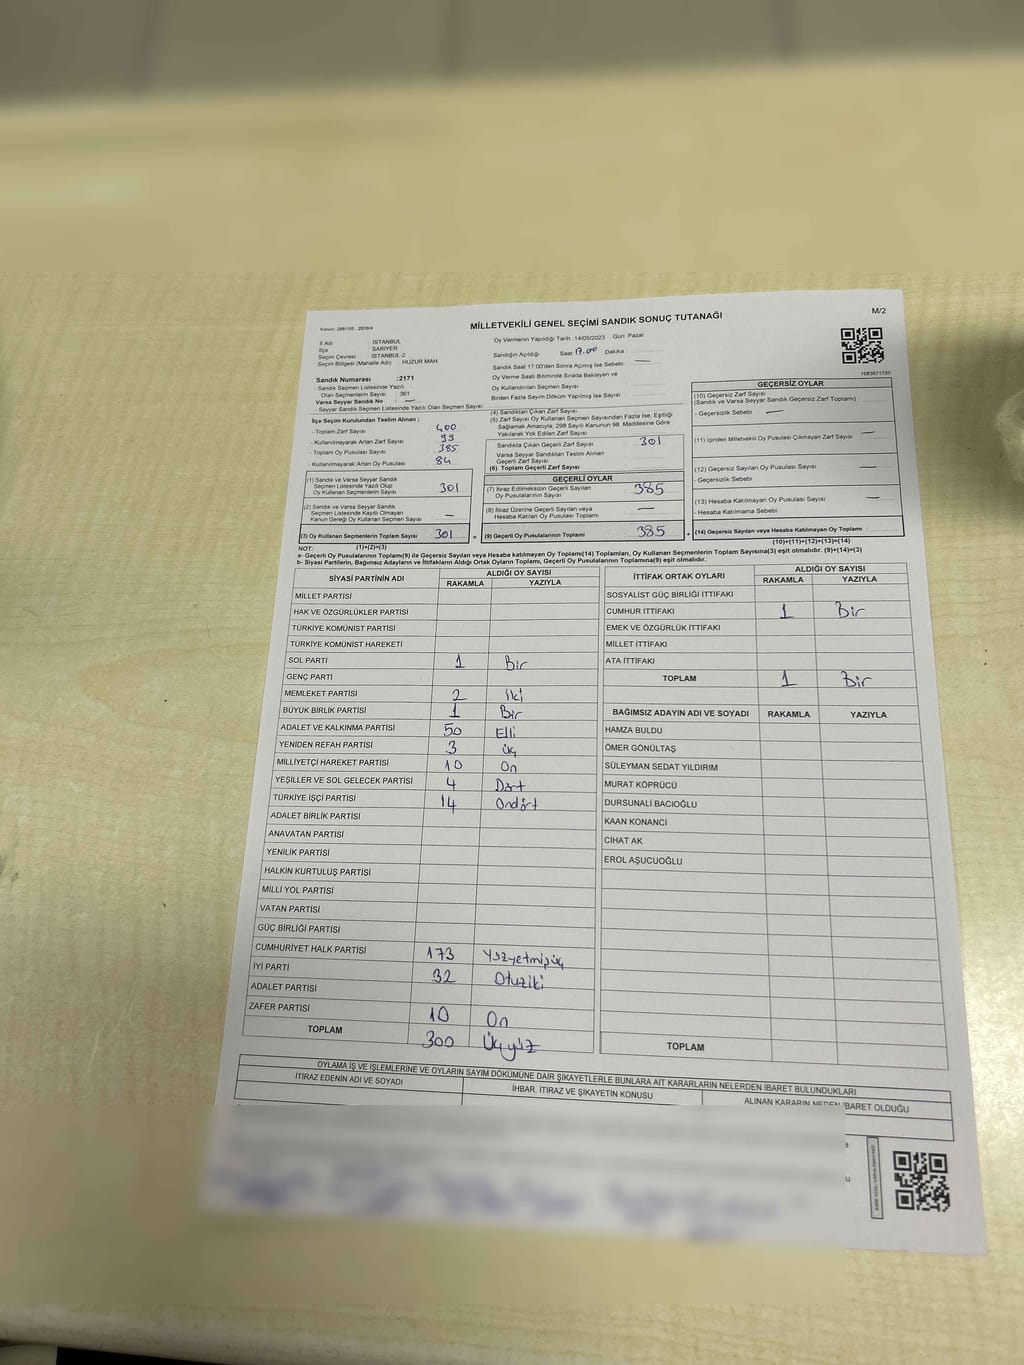 Kanun: 298/105 , 2839/4
MİLLETVEKİLİ GENEL SEÇİMİ SANDIK SONUÇ TUTANAĞI
M/2
İl Adı İSTANBUL
İlçe SARIYER
Seçim Çevresi İSTANBUL-2
Seçim Bölgesi (Mahalle Adı) : HUZUR MAH.
Sandık Numarası :2171
- Sandık Seçmen Listesinde Yazılı
Olan Seçmenlerin Sayısı : 361
Varsa Seyyar Sandık No : —
- Seyyar Sandık Seçmen Listesinde Yazılı Olan Seçmen Sayısı
İlçe Seçim Kurulundan Teslim Alınan ;
- Toplam Zarf Sayısı 400
- Kullanılmayarak Artan Zarf Sayısı 99
- Toplam Oy Pusulası Sayısı 385
- Kullanılmayarak Artan Oy Pusulası 84
(1) Sandık ve Varsa Seyyar Sandık
Seçmen Listesinde Yazılı Olup
Oy Kullanan Seçmenlerin Sayısı 301
(2) Sandık ve Varsa Seyyar Sandık
Seçmen Listesinde Kayıtlı Olmayan
Kanun Gereği Oy Kullanan Seçmen Sayısı —
(3) Oy Kullanan Seçmenlerin Toplam Sayısı 301
(1)+(2)=(3)
Oy Vermenin Yapıldığı Tarih : 14/05/2023 Gün: Pazar
Sandığın Açıldığı Saat 17.00 Dakika :
Sandık Saat 17:00'den Sonra Açımış İse Sebebi : —
Oy Verme Saati Bitiminde Sırada Bekleyen ve
Oy Kullandırılan Seçmen Sayısı
Birden Fazla Sayım Döküm Yapılmış İse Sayısı
(4) Sandıktan Çıkan Zarf Sayısı
(5) Zarf Sayısı Oy Kullanan Seçmen Sayısından Fazla İse, Eşitliği
Sağlamak Amacıyla; 298 Sayılı Kanunun 98. Maddesine Göre
Yakılarak Yok Edilen Zarf Sayısı
Sandıkta Çıkan Geçerli Zarf Sayısı 301
Varsa Seyyar Sandıktan Teslim Alınan
Geçerli Zarf Sayısı
(6) Toplam Geçerli Zarf Sayısı
GEÇERLİ OYLAR
(7) İtiraz Edilmeksizin Geçerli Sayılan
Oy Pusulalarının Sayısı 385
(8) İtiraz Üzerine Geçerli Sayılan veya
Hesaba Katılan Oy Pusulası Toplamı —
= (9) Geçerli Oy Pusulalarının Toplamı 385 +
1083671705
GEÇERSİZ OYLAR
(10) Geçersiz Zarf Sayısı
(Sandık ve Varsa Seyyar Sandık Geçersiz Zarf Toplamı)
- Geçersizlik Sebebi : —
(11) İçinden Milletvekili Oy Pusulası Çıkmayan Zarf Sayısı —
(12) Geçersiz Sayılan Oy Pusulası Sayısı —
- Geçersizlik Sebebi
(13) Hesaba Katılmayan Oy Pusulası Sayısı —
- Hesaba Katılmama Sebebi
(14) Geçersiz Sayılan veya Hesaba Katılmayan Oy Toplamı
(10)+(11)+(12)+(13)=(14)
NOT:
a- Geçerli Oy Pusulalarının Toplamı(9) ile Geçersiz Sayılan veya Hesaba katılmayan Oy Toplam(14) Toplamları, Oy Kullanan Seçmenlerin Toplam Sayısına(3) eşit olmalıdır. (9)+(14)=(3)
b- Siyasi Partilerin, Bağımsız Adayların ve İttifakların Aldığı Ortak Oyların Toplamı, Geçerli Oy Pusulalarının Toplamına(9) eşit olmalıdır.
SİYASİ PARTİNİN ADI ALDIĞI OY SAYISI
RAKAMLA YAZIYLA
MİLLET PARTİSİ
HAK VE ÖZGÜRLÜKLER PARTİSİ
TÜRKİYE KOMÜNİST PARTİSİ
TÜRKİYE KOMÜNİST HAREKETİ
SOL PARTİ 1 Bir
GENÇ PARTİ
MEMLEKET PARTİSİ 2 İki
BÜYÜK BİRLİK PARTİSİ 1 Bir
ADALET VE KALKINMA PARTİSİ 50 Elli
YENİDEN REFAH PARTİSİ 3 Üç
MİLLİYETÇİ HAREKET PARTİSİ 10 On
YEŞİLLER VE SOL GELECEK PARTİSİ 4 Dört
TÜRKİYE İŞÇİ PARTİSİ 14 Ondört
ADALET BİRLİK PARTİSİ
ANAVATAN PARTİSİ
YENİLİK PARTİSİ
HALKIN KURTULUŞ PARTİSİ
MİLLİ YOL PARTİSİ
VATAN PARTİSİ
GÜÇ BİRLİĞİ PARTİSİ
CUMHURİYET HALK PARTİSİ 173 Yüzyetmişüç
İYİ PARTİ 32 Otuziki
ADALET PARTİSİ
ZAFER PARTİSİ 10 On
TOPLAM 300 Üçyüz
İTTİFAK ORTAK OYLARI ALDIĞI OY SAYISI
RAKAMLA YAZIYLA
SOSYALİST GÜÇ BİRLİĞİ İTTİFAKI
CUMHUR İTTİFAKI 1 Bir
EMEK VE ÖZGÜRLÜK İTTİFAKI
MİLLET İTTİFAKI
ATA İTTİFAKI
TOPLAM 1 Bir
BAĞIMSIZ ADAYIN ADI VE SOYADI RAKAMLA YAZIYLA
HAMZA BULDU
ÖMER GÖNÜLTAŞ
SÜLEYMAN SEDAT YILDIRIM
MURAT KÖPRÜCÜ
DURSUNALİ BACIOĞLU
KAAN KONANCİ
CİHAT AK
EROL AŞUCUOĞLU
TOPLAM
OYLAMA İŞ VE İŞLEMLERİNE VE OYLARIN SAYIM DÖKÜMÜNE DAİR ŞİKAYETLERLE BUNLARA AİT KARARLARIN NELERDEN İBARET BULUNDUKLARI
İTİRAZ EDENİN ADI VE SOYADI İHBAR, İTİRAZ VE ŞİKAYETİN KONUSU ALINAN KARARIN NEDEN İBARET OLDUĞU